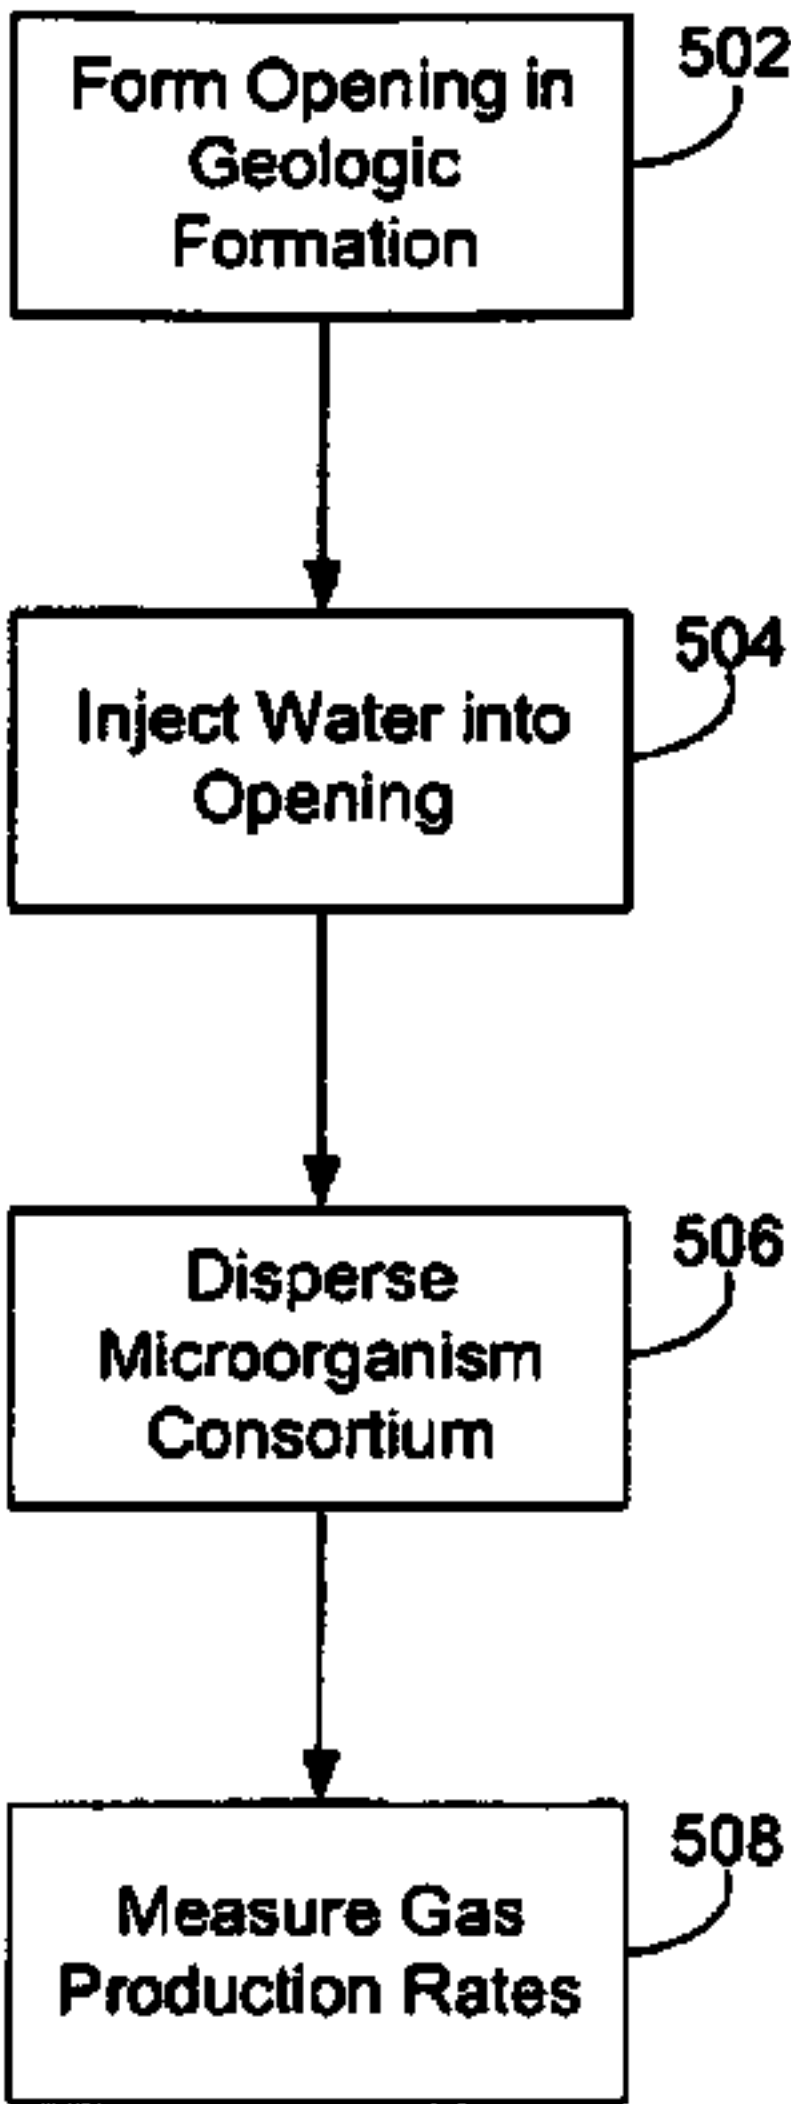 Form Opening in
Geologic
Formation
502
Inject Water into
Opening
504
Disperse
Microorganism
Consortium
506
Measure Gas
Production Rates
508